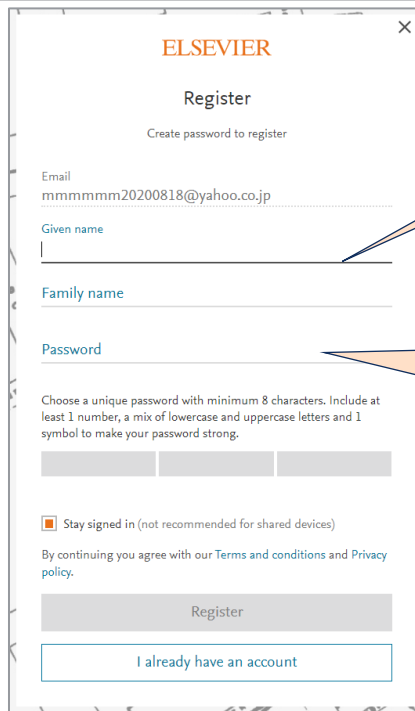 ELSEVIER
Register
Create password to register
Email
mmmmmm20200818@yahoo.co.jp
Given name
Family name
Password
Choose a unique password with minimum 8 characters. Include at
least 1 number, a mix of lowercase and uppercase letters and 1
symbol to make your password strong.
Stay signed in (not recommended for shared devices)
By continuing you agree with our Terms and conditions and Privacy
policy.
Register
I already have an account